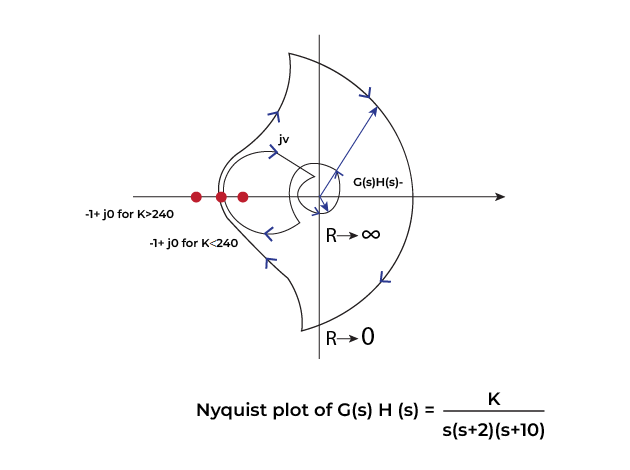 jv
G(s)H(s)-
-1+ j0 for K>240
-1+ j0 for K<240
R→∞
R→0
Nyquist plot of G(s) H (s) = K
s(s+2)(s+10)